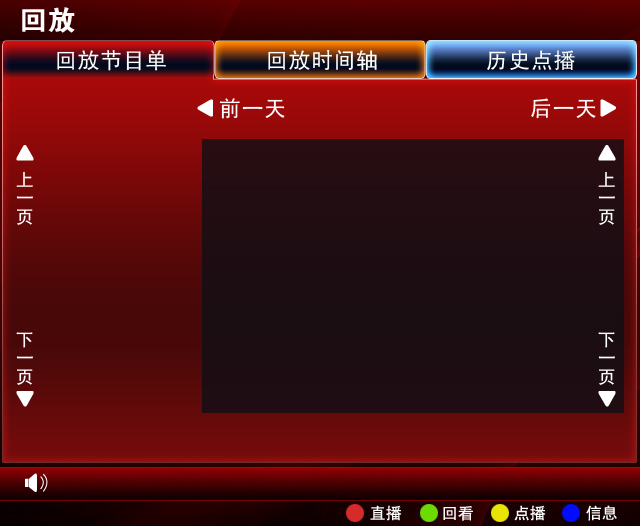 回放
回放节目单 回放时间轴 历史点播
前一天 后一天
上一页 上一页
下一页 下一页
直播 回看 点播 信息